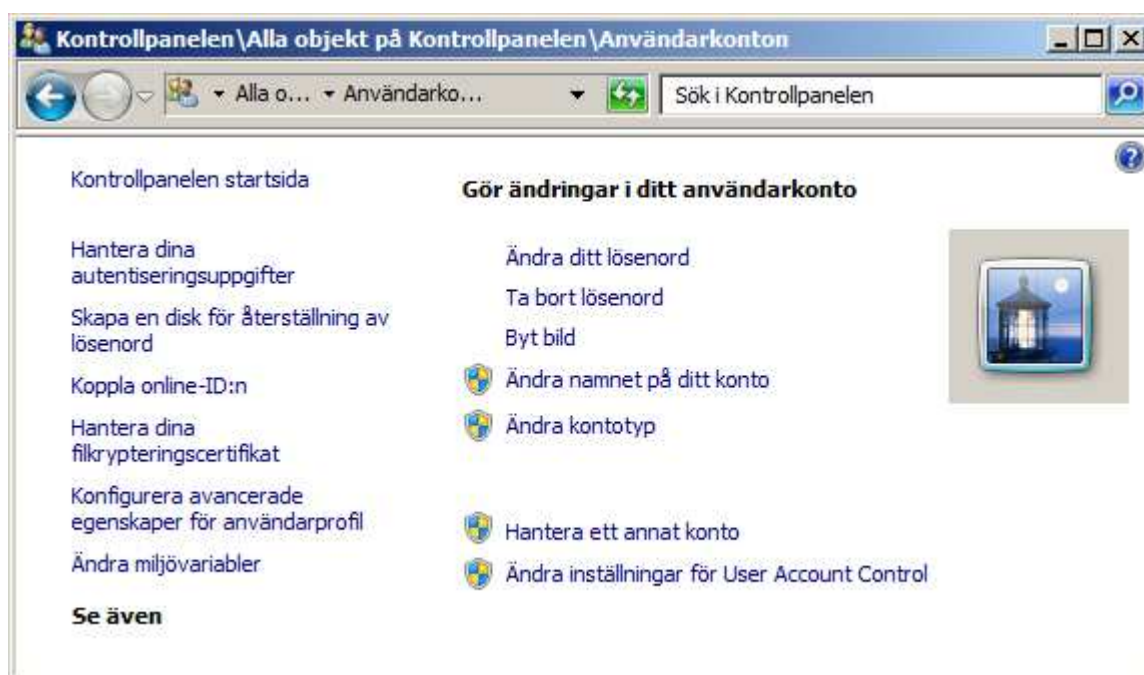 Kontrollpanelen\Alla objekt på Kontrollpanelen\Användarkonton
Alla o... Användarko...
Sök i Kontrollpanelen
Kontrollpanelen startsida
Hantera dina
autentiseringsuppgifter
Skapa en disk för återställning av
lösenord
Koppla online-ID:n
Hantera dina
filkrypteringscertifikat
Konfigurera avancerade
egenskaper för användarprofil
Ändra miljövariabler
Se även
Gör ändringar i ditt användarkonto
Ändra ditt lösenord
Ta bort lösenord
Byt bild
Ändra namnet på ditt konto
Ändra kontotyp
Hantera ett annat konto
Ändra inställningar för User Account Control